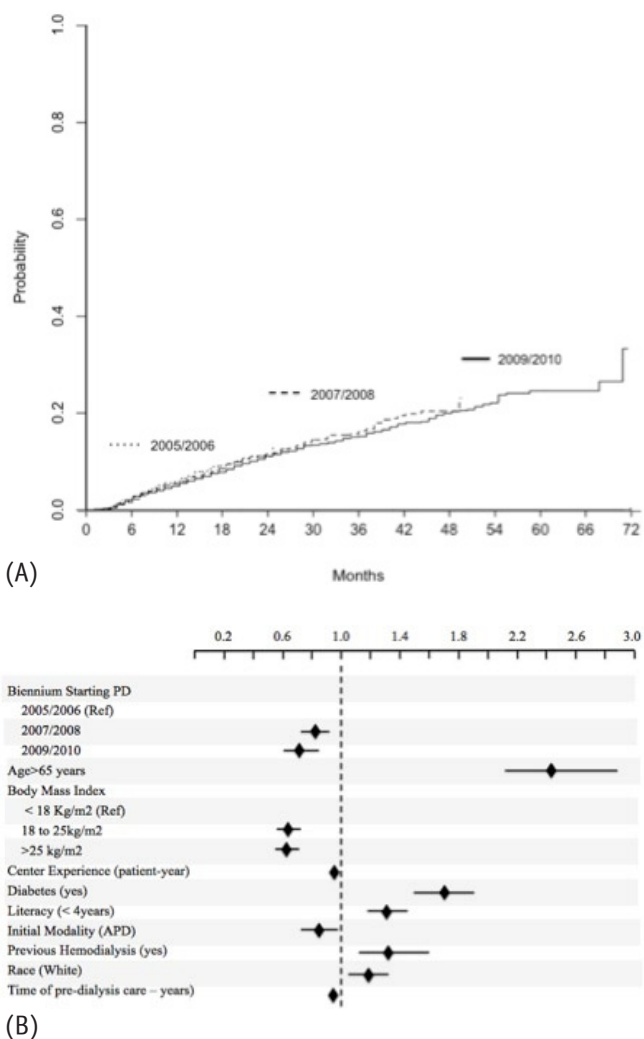 1.0
0.8
0.6
0.4
0.2
0.0
Probability
2009/2010
2007/2008
2005/2006
0 6 12 18 24 30 36 42 48 54 60 66 72
Months
(A)
0.2 0.6 1.0 1.4 1.8 2.2 2.6 3.0
Biennium Starting PD
2005/2006 (Ref)
2007/2008
2009/2010
Age>65 years
Body Mass Index
< 18 Kg/m2 (Ref)
18 to 25kg/m2
>25 kg/m2
Center Experience (patient-year)
Diabetes (yes)
Literacy (< 4years)
Initial Modality (APD)
Previous Hemodialysis (yes)
Race (White)
Time of pre-dialysis care – years)
(B)